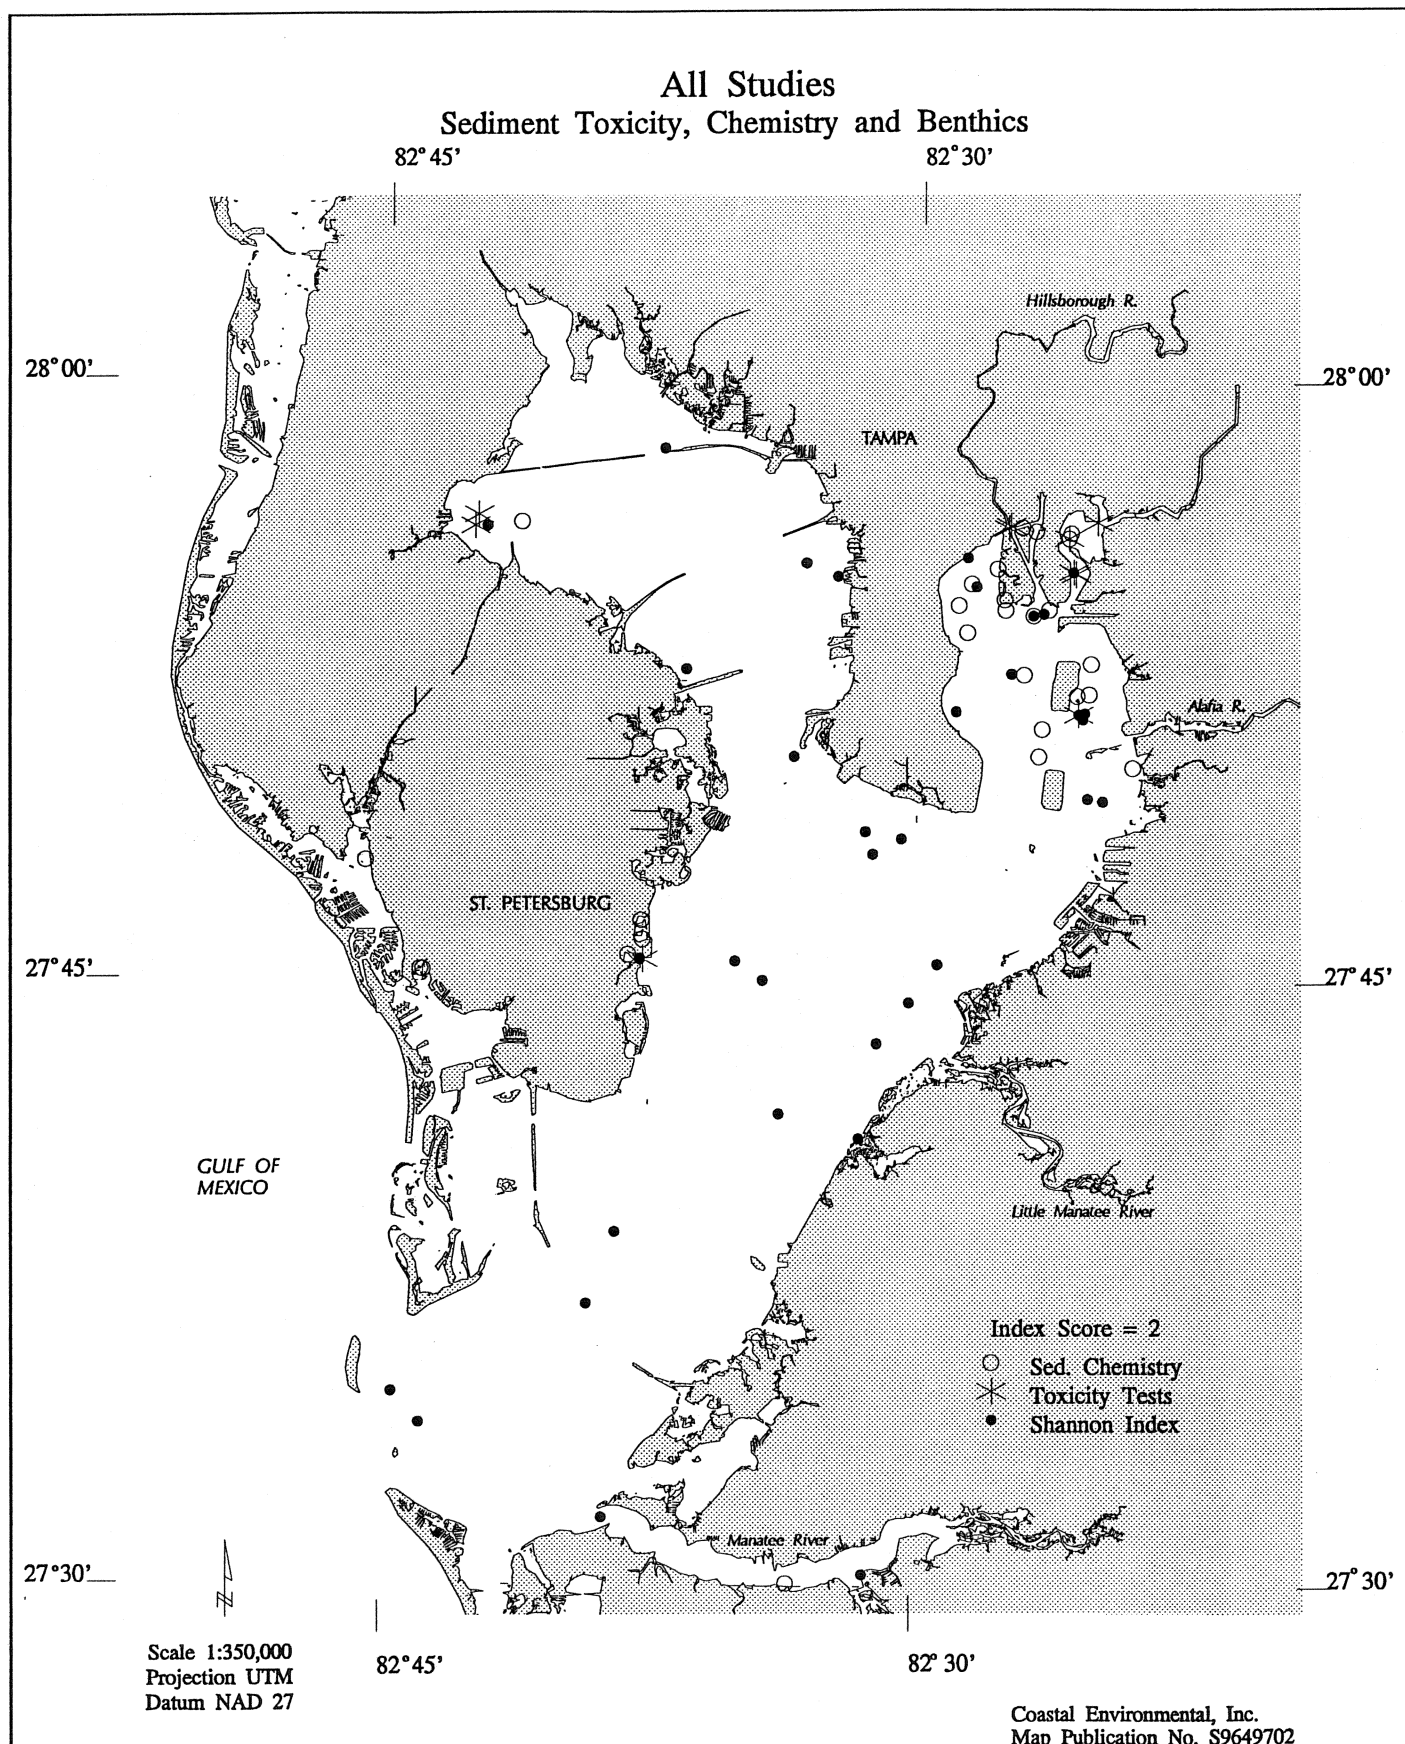 All Studies
Sediment Toxicity, Chemistry and Benthics
82°45'
82°30'
Hillsborough R.
28°00'
28°00'
TAMPA
Alafia R.
ST. PETERSBURG
27°45'
27°45'
GULF OF
MEXICO
Little Manatee River
Index Score = 2
Sed. Chemistry
Toxicity Tests
Shannon Index
Manatee River
27°30'
27°30'
N
Scale 1:350,000
Projection UTM
Datum NAD 27
82°45'
82°30'
Coastal Environmental, Inc.
Map Publication No. S9649702